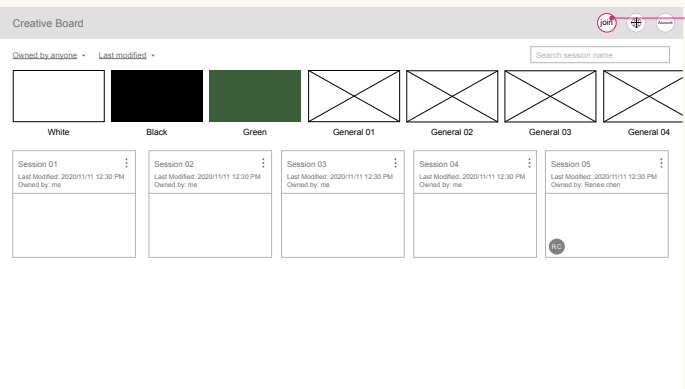 Creative Board
join
Account
Owned by anyone
Last modified
Search session name
White
Black
Green
General 01
General 02
General 03
General 04
Session 01
Last Modified: 2020/11/11 12:30 PM
Owned by: me
Session 02
Last Modified: 2020/11/11 12:30 PM
Owned by: me
Session 03
Last Modified: 2020/11/11 12:30 PM
Owned by: me
Session 04
Last Modified: 2020/11/11 12:30 PM
Owned by: me
Session 05
Last Modified: 2020/11/11 12:30 PM
Owned by: Renee chen
RC